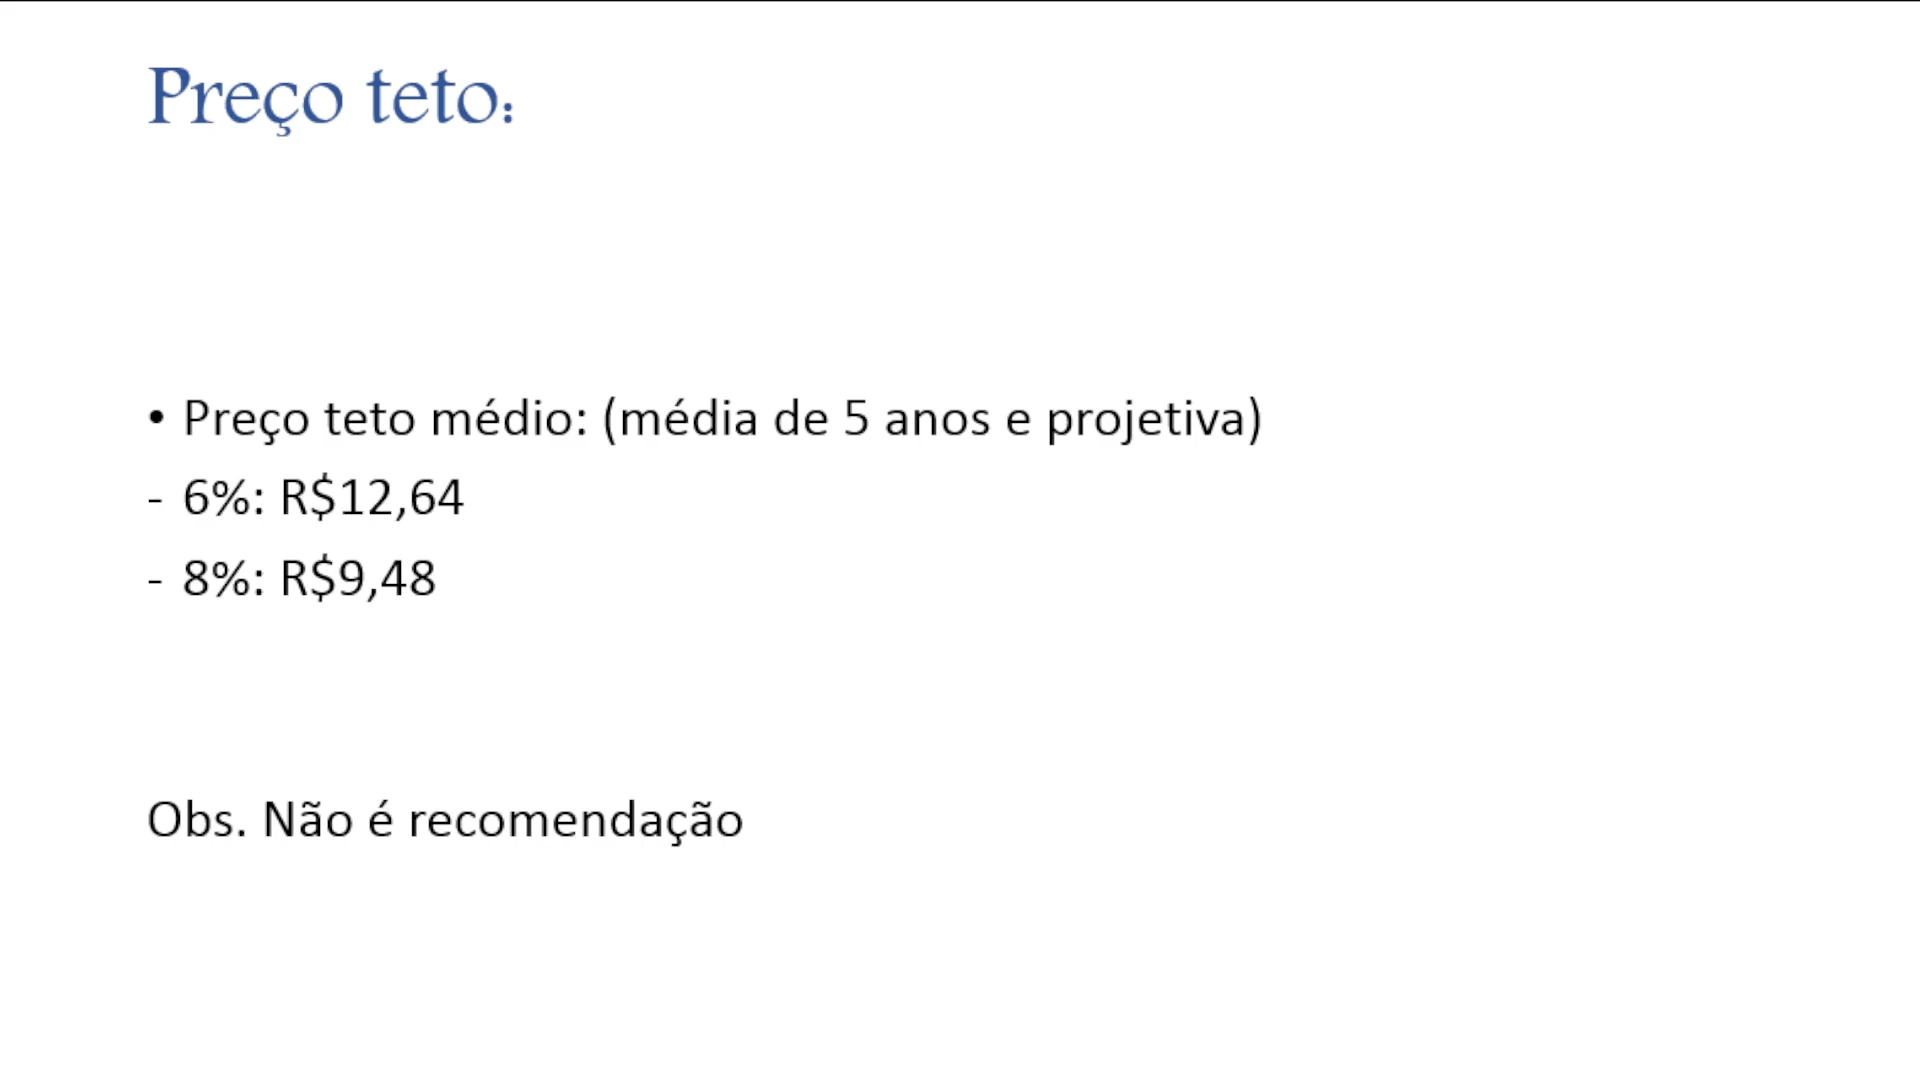 Preço teto:
• Preço teto médio: (média de 5 anos e projetiva)
- 6%: R$12,64
- 8%: R$9,48
Obs. Não é recomendação